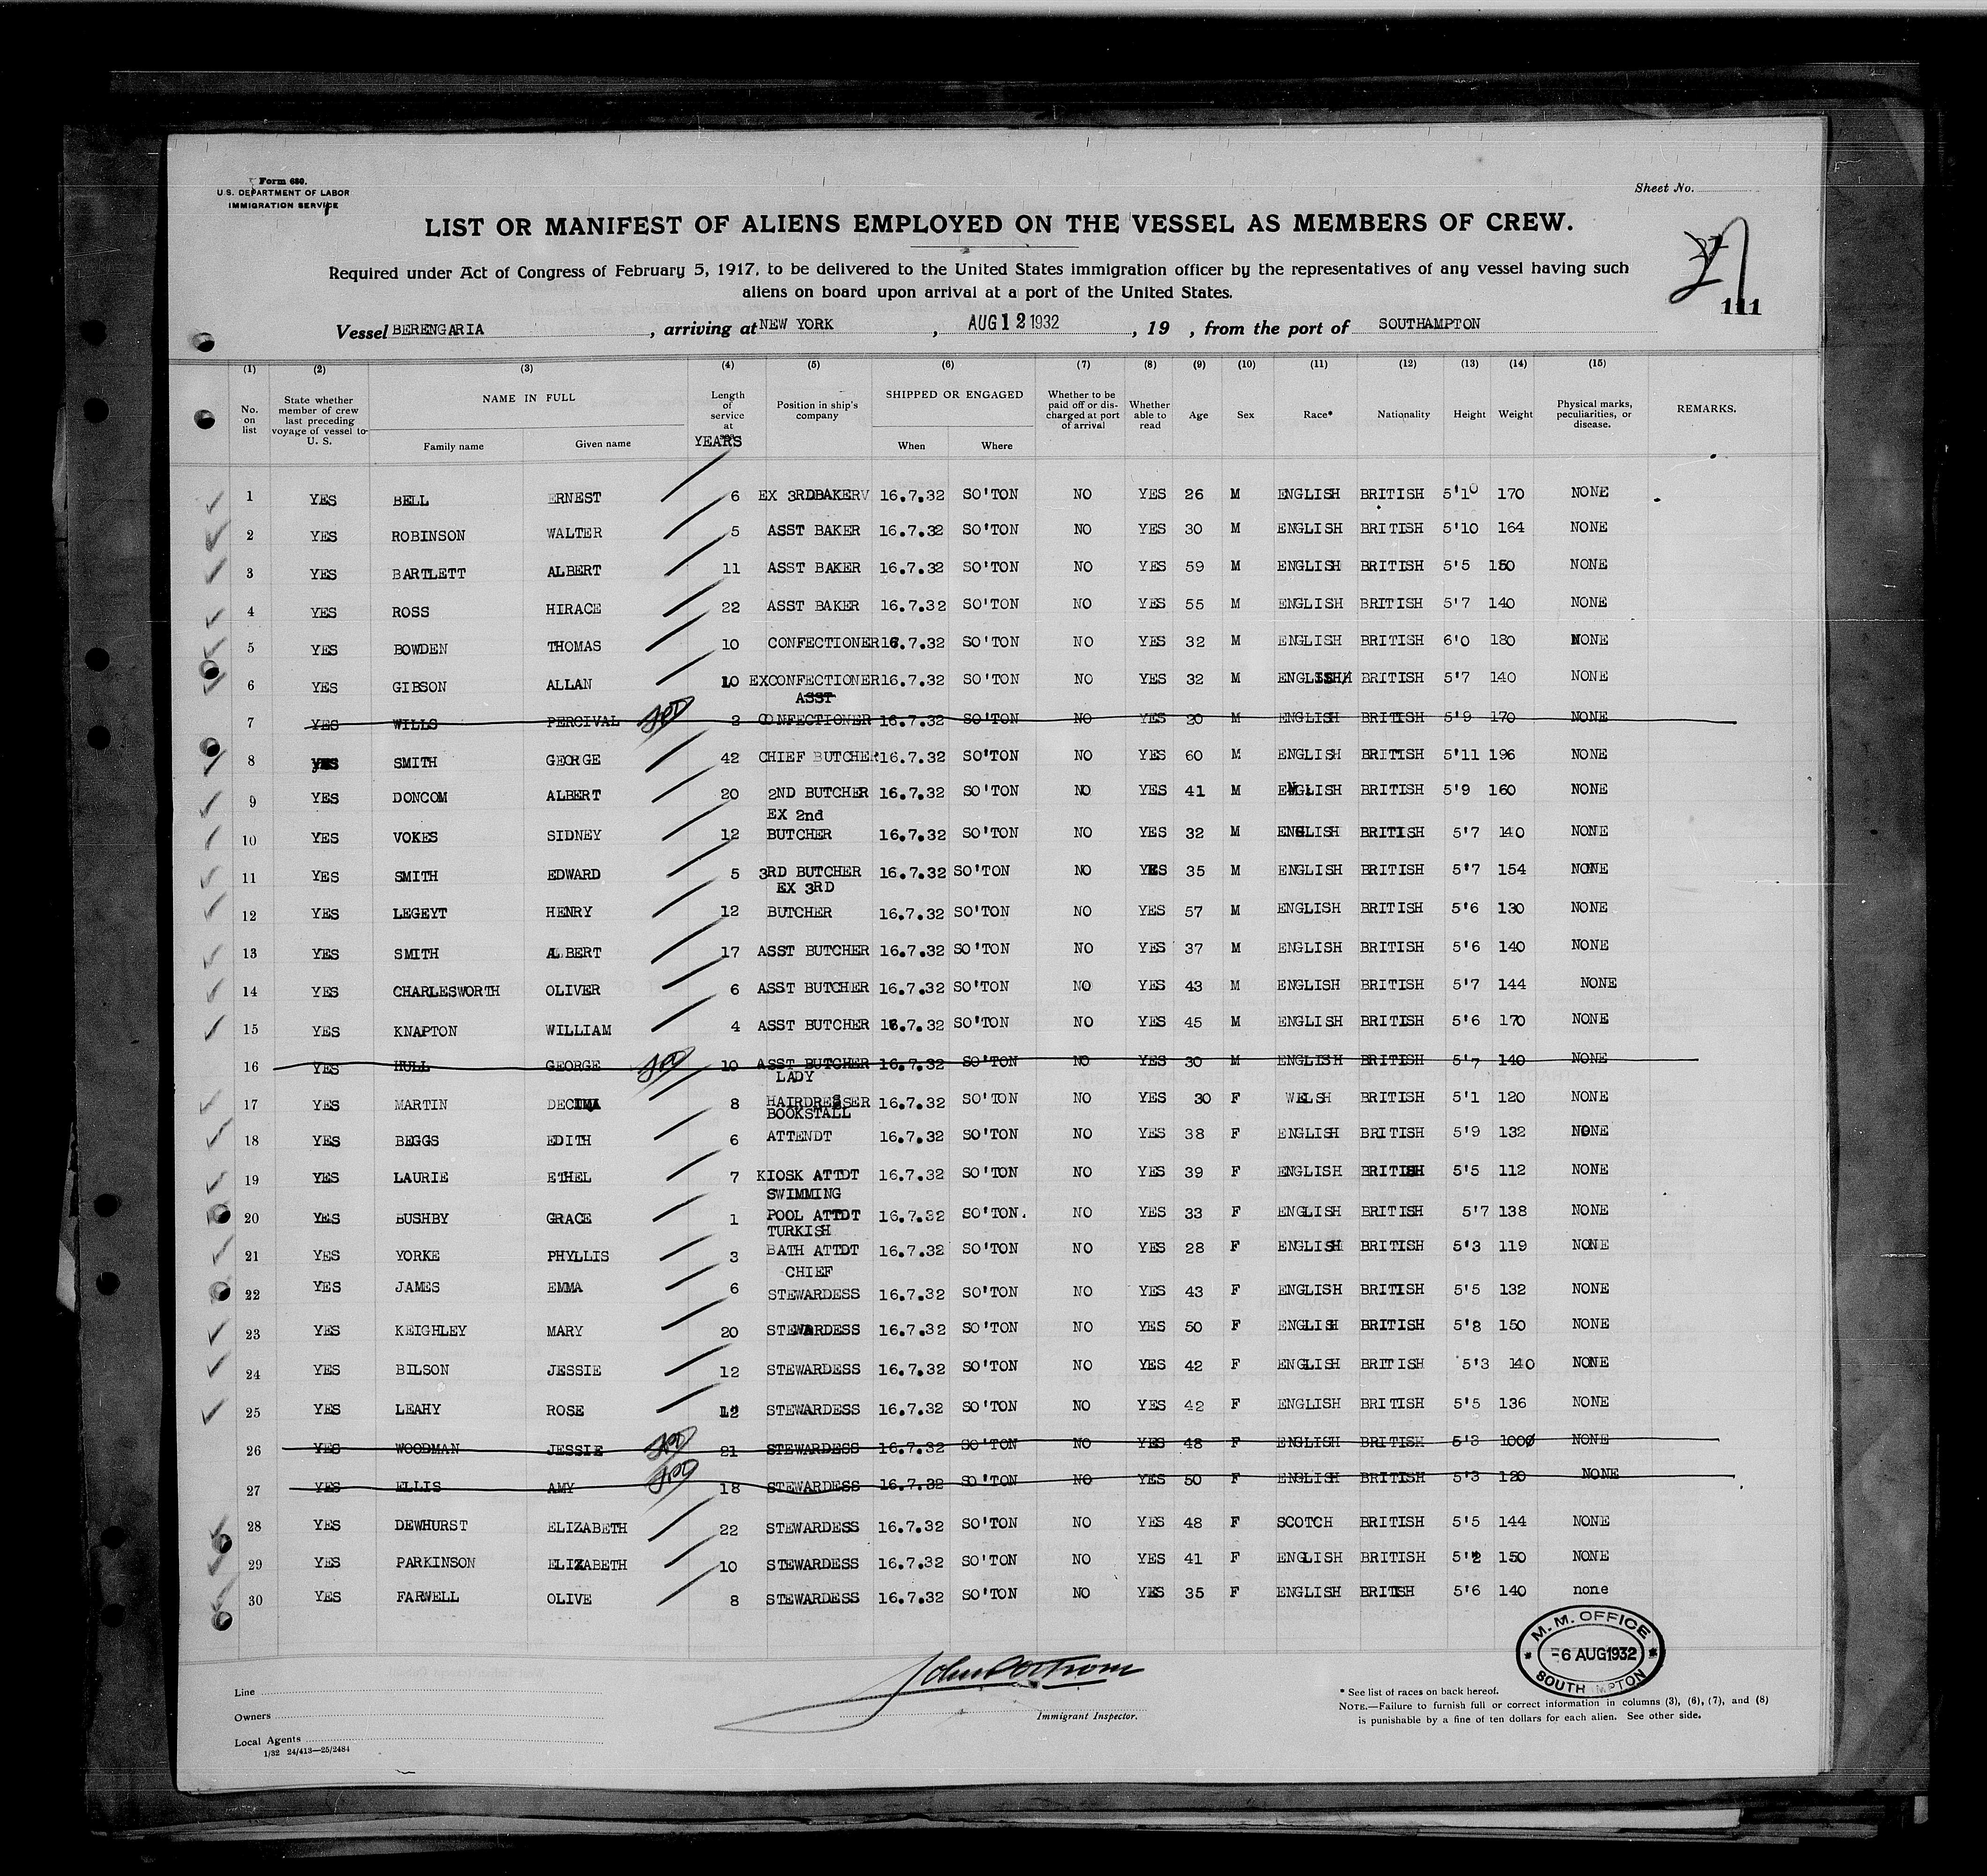 Form 680.
U.S. DEPARTMENT OF LABOR
IMMIGRATION SERVICE
Sheet No.
LIST OR MANIFEST OF ALIENS EMPLOYED ON THE VESSEL AS MEMBERS OF CREW.
Required under Act of Congress of February 5, 1917, to be delivered to the United States immigration officer by the representatives of any vessel having such
aliens on board upon arrival at a port of the United States.
111
Vessel BERENGARIA, arriving at NEW YORK, AUG 12 1932, 19 , from the port of SOUTHAMPTON
(1) (2) (3) (4) (5) (6) (7) (8) (9) (10) (11) (12) (13) (14) (15)
No. on list State whether member of crew last preceding voyage of vessel to U. S. NAME IN FULL Family name Given name Length of service at YEARS Position in ship's company SHIPPED OR ENGAGED When Where Whether to be paid off or discharged at port of arrival Whether able to read Age Sex Race* Nationality Height Weight Physical marks, peculiarities, or disease. REMARKS.
1 YES BELL ERNEST 6 EX 3RDBAKERV 16.7.32 SO'TON NO YES 26 M ENGLISH BRITISH 5'10 170 NONE
2 YES ROBINSON WALTER 5 ASST BAKER 16.7.32 SO'TON NO YES 30 M ENGLISH BRITISH 5'10 164 NONE
3 YES BARTLETT ALBERT 11 ASST BAKER 16.7.32 SO'TON NO YES 59 M ENGLISH BRITISH 5'5 150 NONE
4 YES ROSS HIRACE 22 ASST BAKER 16.7.32 SO'TON NO YES 55 M ENGLISH BRITISH 5'7 140 NONE
5 YES BOWDEN THOMAS 10 CONFECTIONER 16.7.32 SO'TON NO YES 32 M ENGLISH BRITISH 6'0 180 NONE
6 YES GIBSON ALLAN 10 EXCONFECTIONER 16.7.32 SO'TON NO YES 32 M ENGLISH BRITISH 5'7 140 NONE
ASST
7 YES WILLS PERCIVAL 2 CONFECTIONER 16.7.32 SO'TON NO YES 20 M ENGLISH BRITISH 5'9 170 NONE
8 YES SMITH GEORGE 42 CHIEF BUTCHER 16.7.32 SO'TON NO YES 60 M ENGLISH BRITISH 5'11 196 NONE
9 YES DONCOM ALBERT 20 2ND BUTCHER 16.7.32 SO'TON NO YES 41 M ENGLISH BRITISH 5'9 160 NONE
EX 2nd
10 YES VOKES SIDNEY 12 BUTCHER 16.7.32 SO'TON NO YES 32 M ENGLISH BRITISH 5'7 140 NONE
11 YES SMITH EDWARD 5 3RD BUTCHER 16.7.32 SO'TON NO YES 35 M ENGLISH BRITISH 5'7 154 NONE
EX 3RD
12 YES LEGEYT HENRY 12 BUTCHER 16.7.32 SO'TON NO YES 57 M ENGLISH BRITISH 5'6 130 NONE
13 YES SMITH ALBERT 17 ASST BUTCHER 16.7.32 SO'TON NO YES 37 M ENGLISH BRITISH 5'6 140 NONE
14 YES CHARLESWORTH OLIVER 6 ASST BUTCHER 16.7.32 SO'TON NO YES 43 M ENGLISH BRITISH 5'7 144 NONE
15 YES KNAPTON WILLIAM 4 ASST BUTCHER 16.7.32 SO'TON NO YES 45 M ENGLISH BRITISH 5'6 170 NONE
16 YES HULL GEORGE 10 ASST BUTCHER 16.7.32 SO'TON NO YES 30 M ENGLISH BRITISH 5'7 140 NONE
LADY
17 YES MARTIN DECIMA 8 HAIRDRESSER 16.7.32 SO'TON NO YES 30 F WELSH BRITISH 5'1 120 NONE
BOOKSTALL
18 YES BEGGS EDITH 6 ATTENDT 16.7.32 SO'TON NO YES 38 F ENGLISH BRITISH 5'9 132 NONE
19 YES LAURIE ETHEL 7 KIOSK ATTDT 16.7.32 SO'TON NO YES 39 F ENGLISH BRITISH 5'5 112 NONE
SWIMMING
20 YES BUSHBY GRACE 1 POOL ATTDT 16.7.32 SO'TON. NO YES 33 F ENGLISH BRITISH 5'7 138 NONE
TURKISH
21 YES YORKE PHYLLIS 3 BATH ATTDT 16.7.32 SO'TON NO YES 28 F ENGLISH BRITISH 5'3 119 NONE
CHIEF
22 YES JAMES EMMA 6 STEWARDESS 16.7.32 SO'TON NO YES 43 F ENGLISH BRITISH 5'5 132 NONE
23 YES KEIGHLEY MARY 20 STEWARDESS 16.7.32 SO'TON NO YES 50 F ENGLISH BRITISH 5'8 150 NONE
24 YES BILSON JESSIE 12 STEWARDESS 16.7.32 SO'TON NO YES 42 F ENGLISH BRITISH 5'3 140 NONE
25 YES LEAHY ROSE 12 STEWARDESS 16.7.32 SO'TON NO YES 42 F ENGLISH BRITISH 5'5 136 NONE
26 YES WOODMAN JESSIE 21 STEWARDESS 16.7.32 SO'TON NO YES 48 F ENGLISH BRITISH 5'3 100 NONE
27 YES ELLIS AMY 18 STEWARDESS 16.7.32 SO'TON NO YES 50 F ENGLISH BRITISH 5'3 120 NONE
28 YES DEWHURST ELIZABETH 22 STEWARDESS 16.7.32 SO'TON NO YES 48 F SCOTCH BRITISH 5'5 144 NONE
29 YES PARKINSON ELIZABETH 10 STEWARDESS 16.7.32 SO'TON NO YES 41 F ENGLISH BRITISH 5'2 150 NONE
30 YES FARWELL OLIVE 8 STEWARDESS 16.7.32 SO'TON NO YES 35 F ENGLISH BRITSH 5'6 140 none
M.M. OFFICE
-6 AUG 1932
SOUTHAMPTON
Line
Owners
Local Agents
1/32 24/413—25/2484
Immigrant Inspector.
* See list of races on back hereof.
NOTE.—Failure to furnish full or correct information in columns (3), (6), (7), and (8)
is punishable by a fine of ten dollars for each alien. See other side.